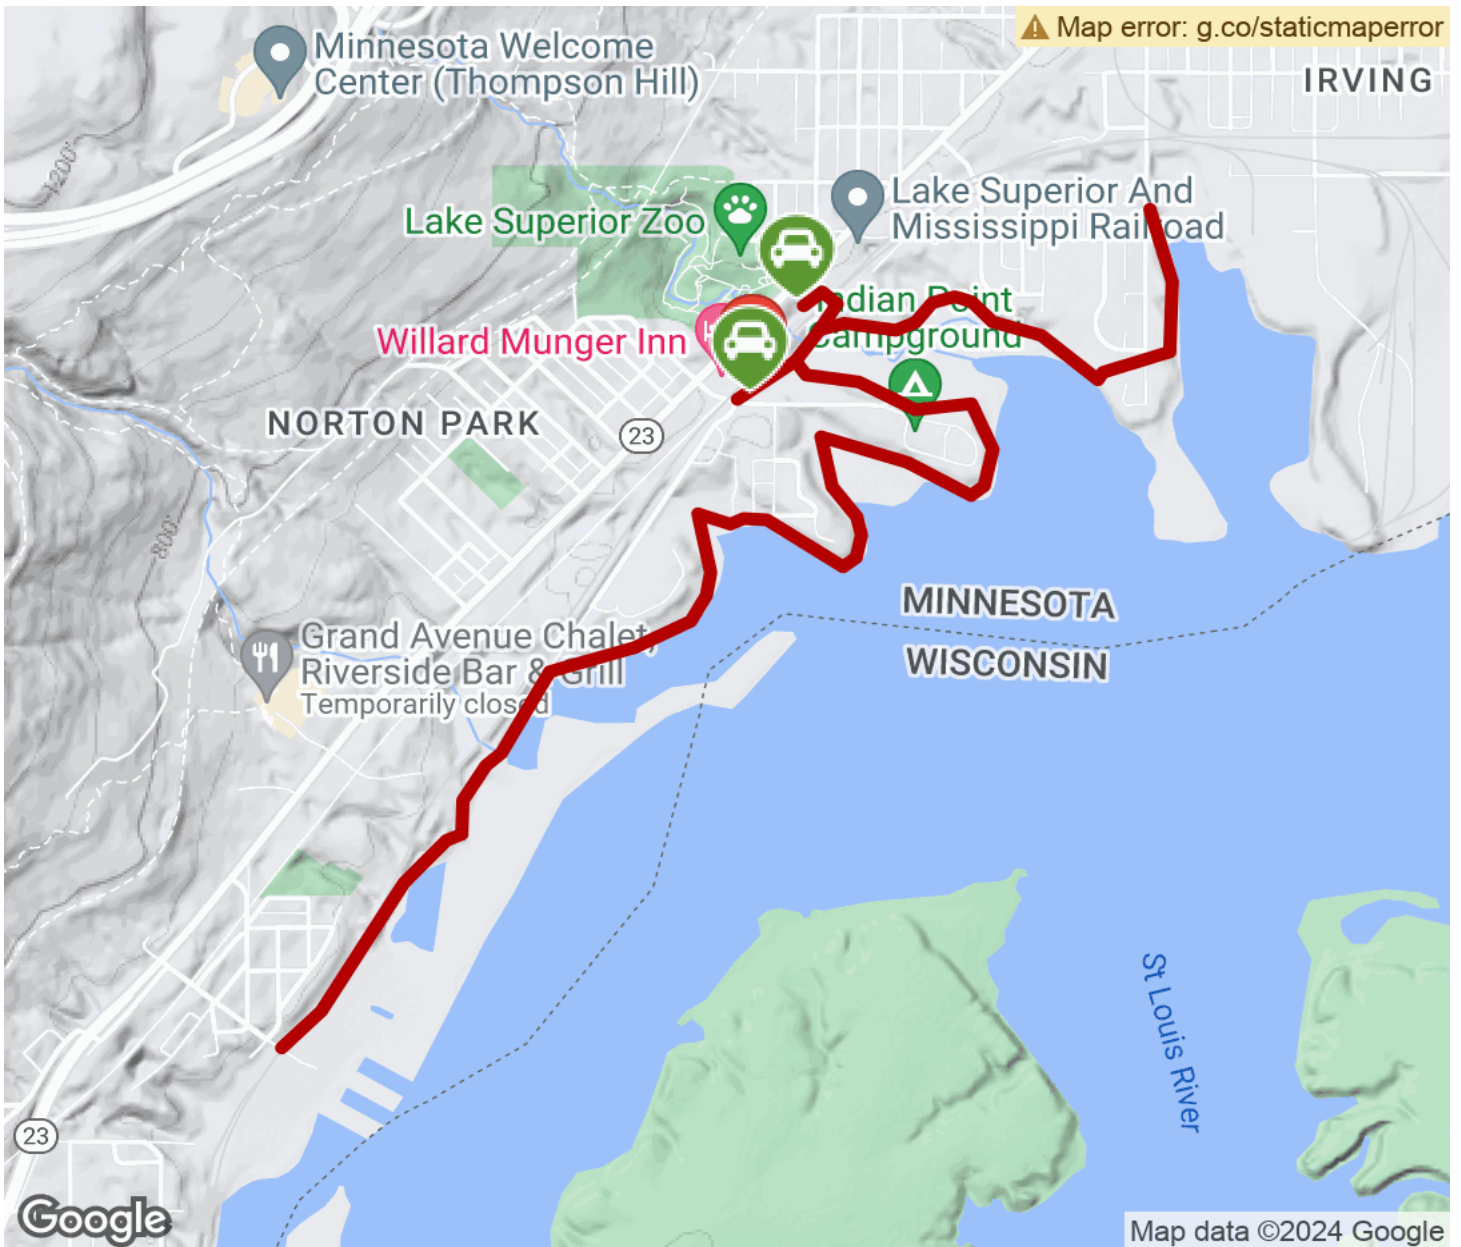 Map error: g.co/staticmaperror
Minnesota Welcome
Center (Thompson Hill)
IRVING
1200'
Lake Superior Zoo
Lake Superior And
Mississippi Railroad
Indian Point
Campground
Willard Munger Inn
NORTON PARK
23
800'
MINNESOTA
WISCONSIN
Grand Avenue Chalet,
Riverside Bar & Grill
Temporarily closed
St Louis River
23
Google
Map data ©2024 Google